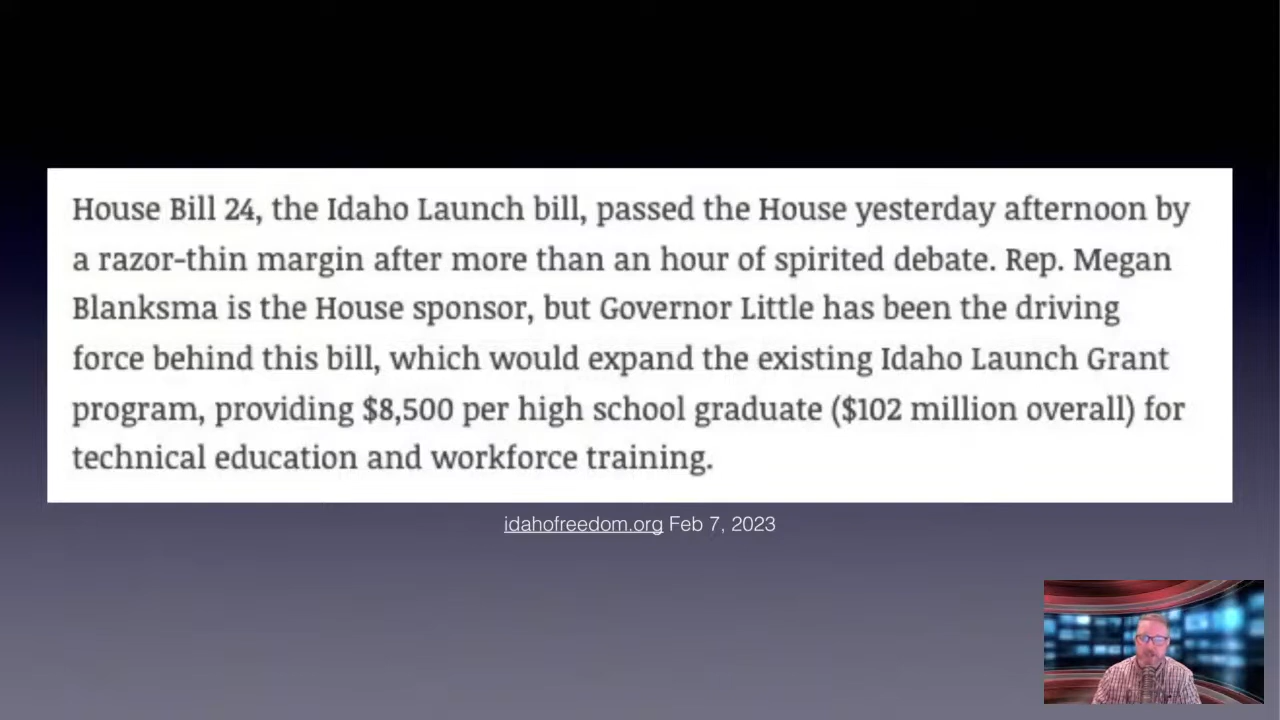 House Bill 24, the Idaho Launch bill, passed the House yesterday afternoon by
a razor-thin margin after more than an hour of spirited debate. Rep. Megan
Blanksma is the House sponsor, but Governor Little has been the driving
force behind this bill, which would expand the existing Idaho Launch Grant
program, providing $8,500 per high school graduate ($102 million overall) for
technical education and workforce training.
idahofreedom.org Feb 7, 2023